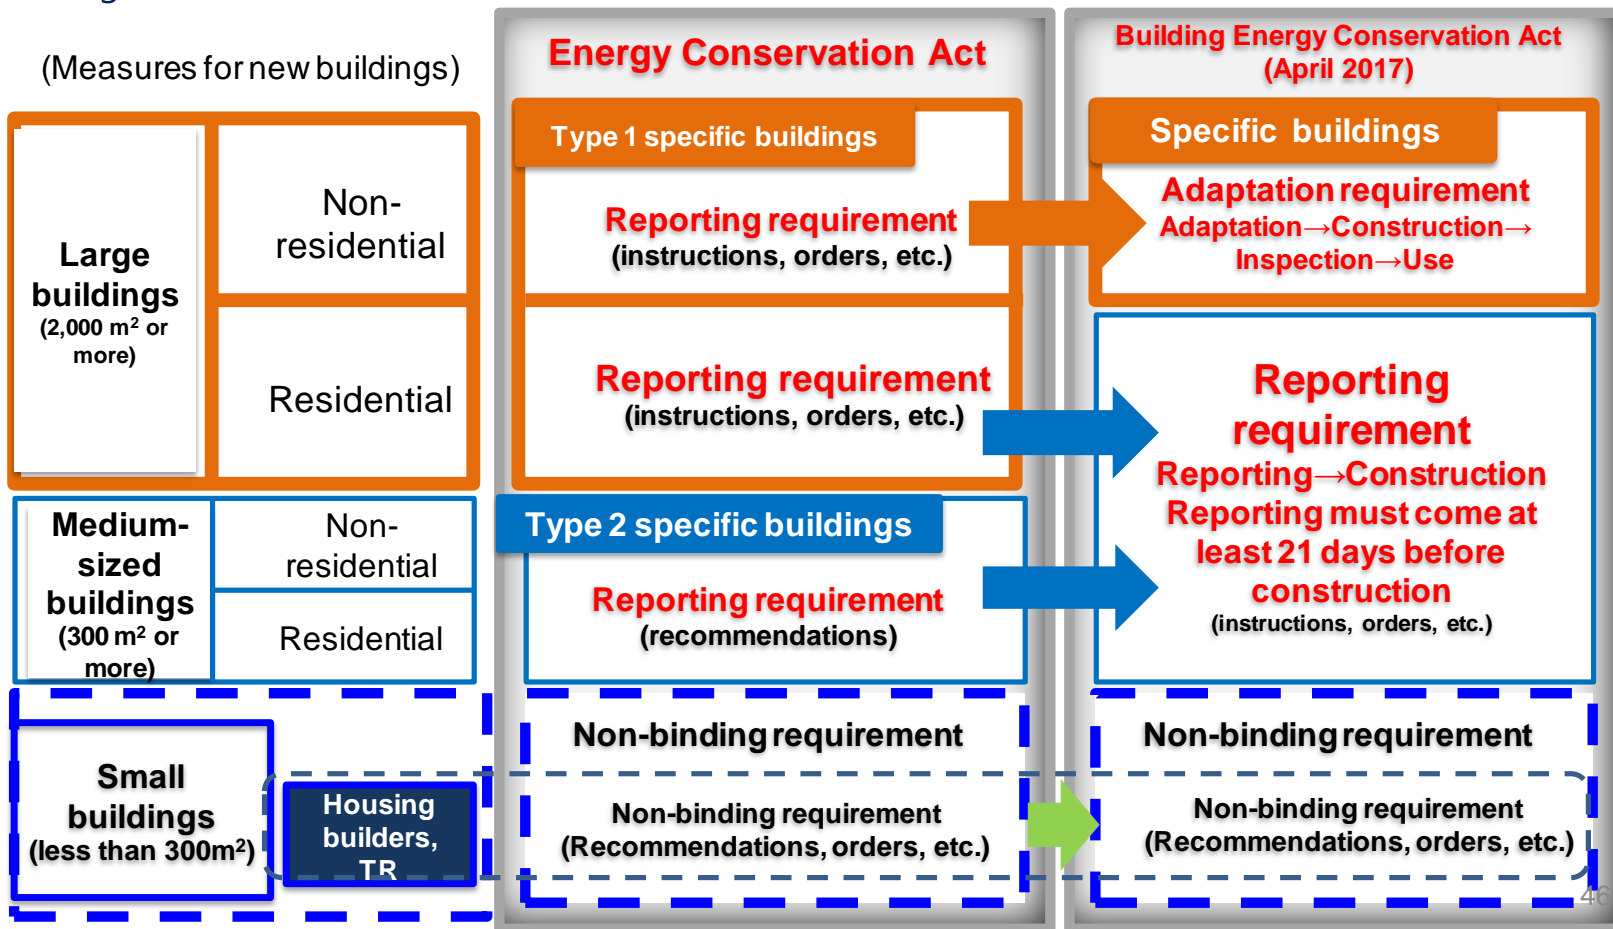 (Measures for new buildings)
Energy Conservation Act
Building Energy Conservation Act
(April 2017)
Large
buildings
(2,000 m² or
more)
Non-
residential
Residential
Type 1 specific buildings
Reporting requirement
(instructions, orders, etc.)
Reporting requirement
(instructions, orders, etc.)
Specific buildings
Adaptation requirement
Adaptation→Construction→
Inspection→Use
Medium-
sized
buildings
(300 m² or
more)
Non-
residential
Residential
Type 2 specific buildings
Reporting requirement
(recommendations)
Reporting
requirement
Reporting→Construction
Reporting must come at
least 21 days before
construction
(instructions, orders, etc.)
Small
buildings
(less than 300m²)
Housing
builders,
TR
Non-binding requirement
Non-binding requirement
(Recommendations, orders, etc.)
Non-binding requirement
Non-binding requirement
(Recommendations, orders, etc.)
46